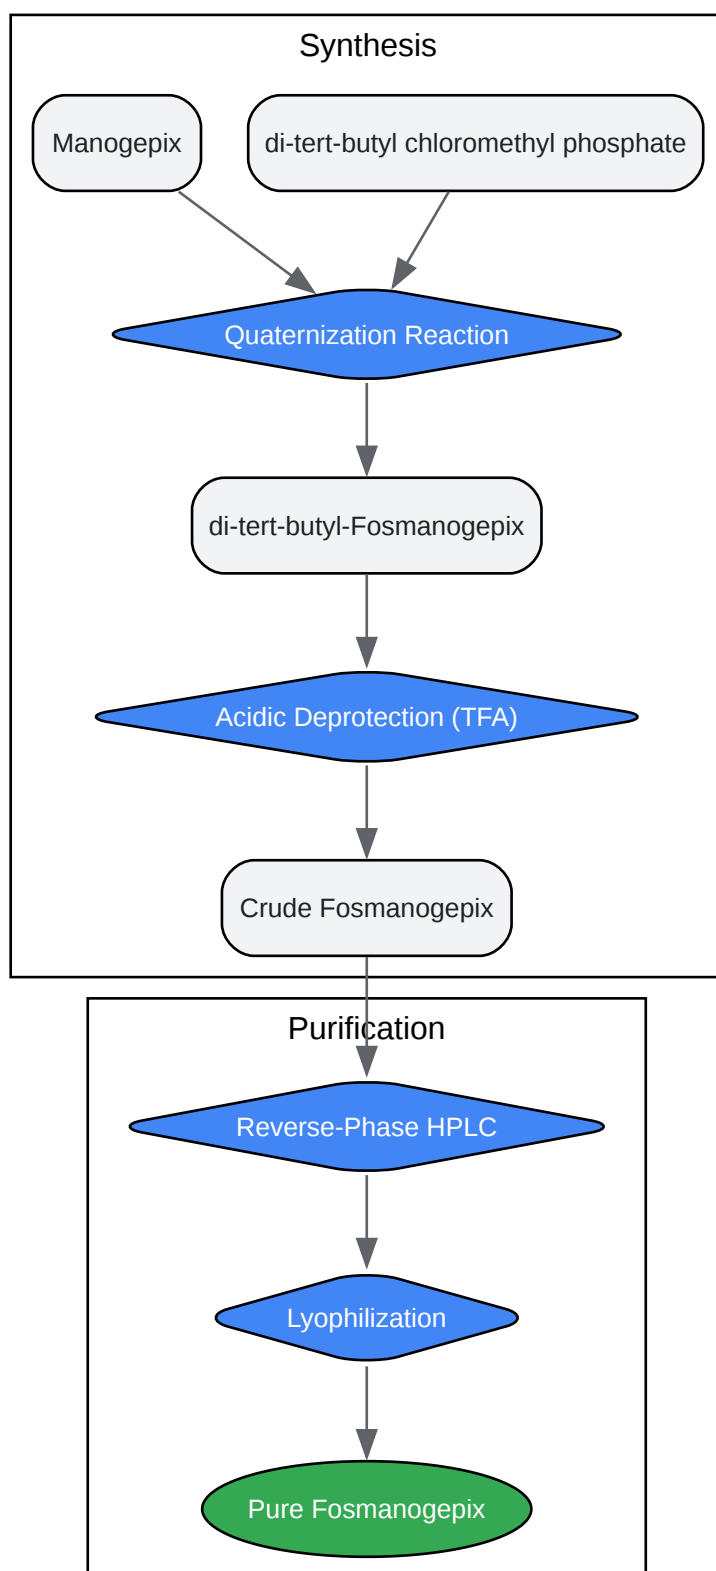 Synthesis
Manogepix
di-tert-butyl chloromethyl phosphate
Quaternization Reaction
di-tert-butyl-Fosmanogepix
Acidic Deprotection (TFA)
Crude Fosmanogepix
Purification
Reverse-Phase HPLC
Lyophilization
Pure Fosmanogepix